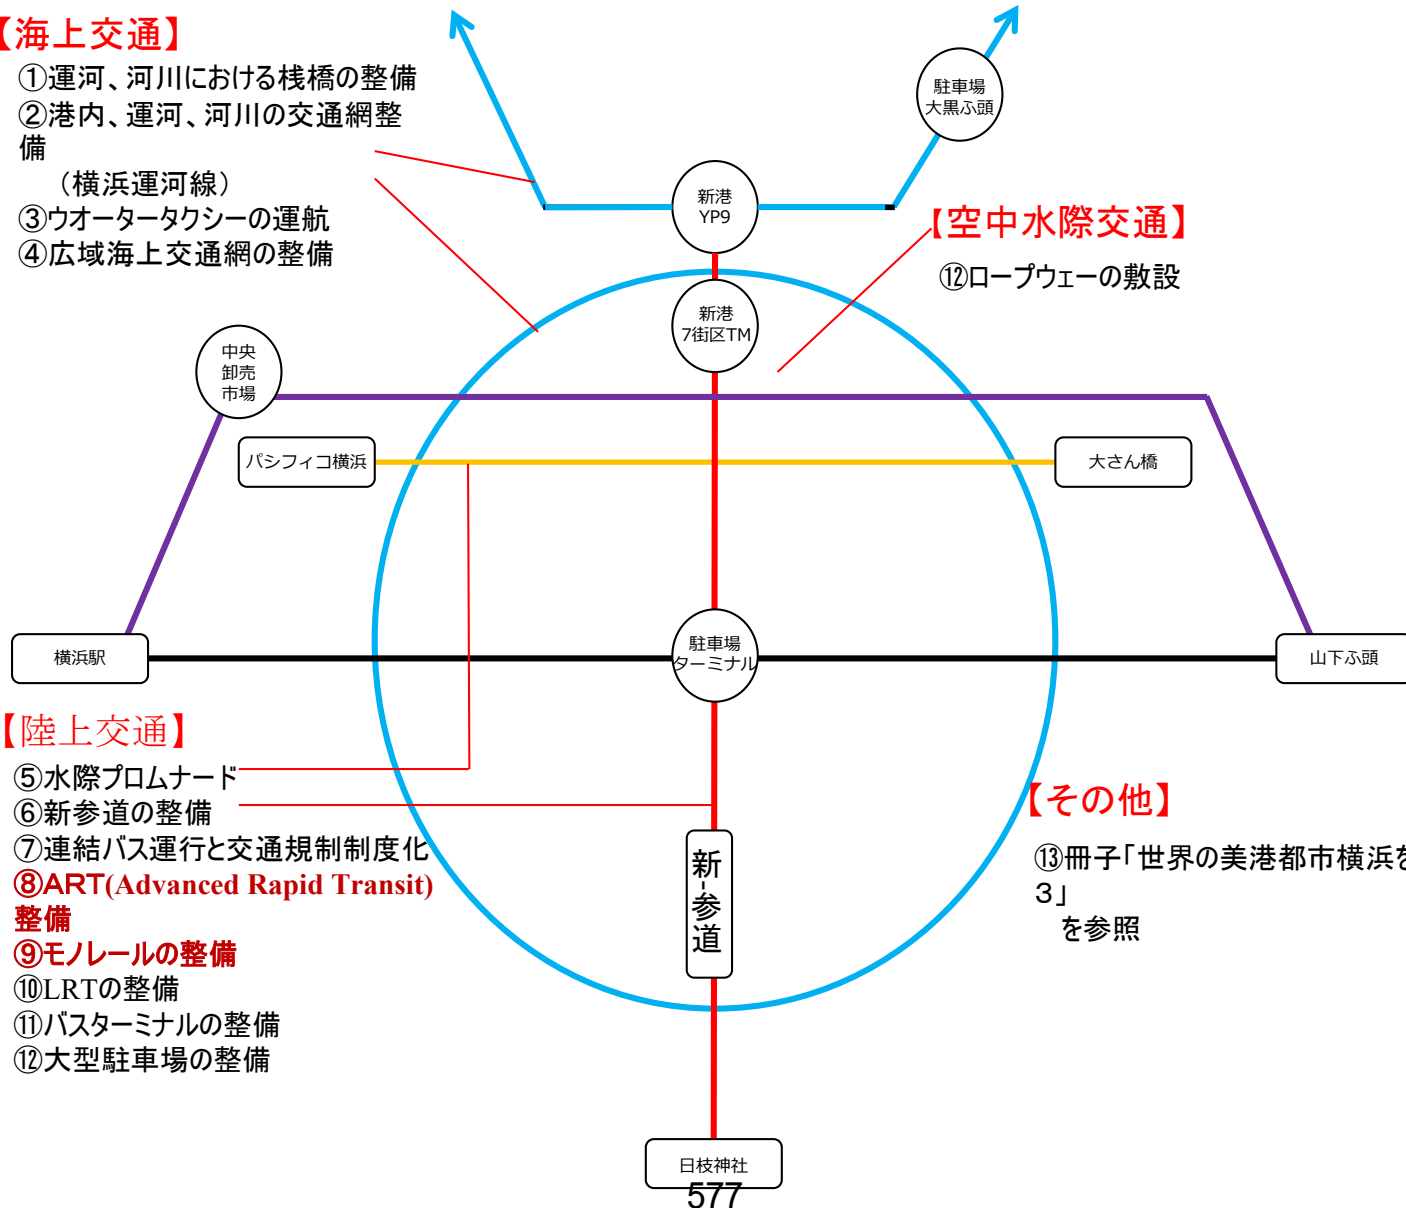 【海上交通】
①運河、河川における桟橋の整備
②港内、運河、河川の交通網整
備
（横浜運河線）
③ウオータータクシーの運航
④広域海上交通網の整備
駐車場
大黒ふ頭
新港
YP9
【空中水際交通】
⑫ロープウェーの敷設
新港
7街区TM
中央
卸売
市場
パシフィコ横浜
大さん橋
横浜駅
駐車場
ターミナル
山下ふ頭
【陸上交通】
⑤水際プロムナード
⑥新参道の整備
⑦連結バス運行と交通規制制度化
⑧ART(Advanced Rapid Transit)
整備
⑨モノレールの整備
⑩LRTの整備
⑪バスターミナルの整備
⑫大型駐車場の整備
新-参道
【その他】
⑬冊子「世界の美港都市横浜を
３」
を参照
日枝神社
577